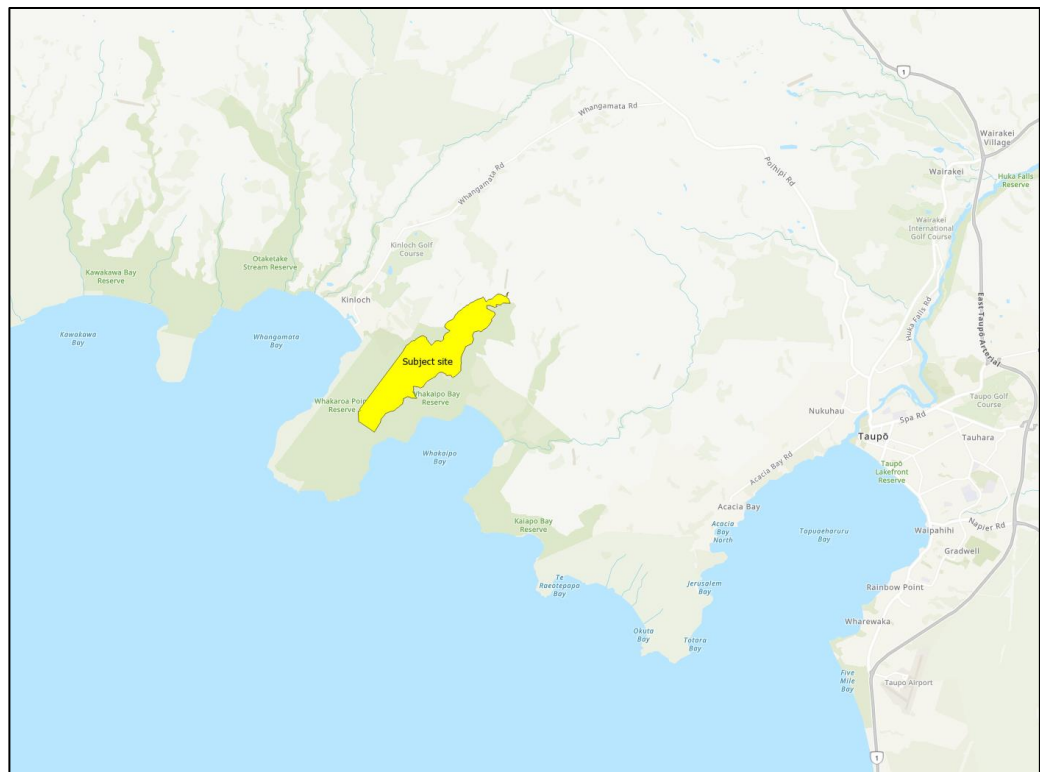 1
Wairakei
Village
Whangamata Rd
Poihipi Rd
Wairakei
Huka Falls
Reserve
Whangamata Rd
Wairakei
International
Golf Course
Kinloch Golf
Course
Otaketake
Stream Reserve
Kawakawa Bay
Reserve
Kinloch
Huka Falls Rd
East Taupō Arterial
Kawakawa
Bay
Whangamata
Bay
Subject site
Whakaroa Poin
Reserve
Whakaipo Bay
Reserve
Taupo Golf
Course
Nukuhau
Spa Rd
Taupō
Tauhara
Whakaipo
Bay
Acacia Bay Rd
Taupō
Lakefront
Reserve
Acacia Bay
Napier Rd
Kaiapo Bay
Reserve
Acacia
Bay
North
Tapuaeharuru
Bay
Waipahihi
Gradwell
Te
Raeotepapa
Bay
Jerusalem
Bay
Rainbow Point
Wharewaka
Okuta
Bay
Totara
Bay
Five
Mile
Bay
Taupo Airport
1